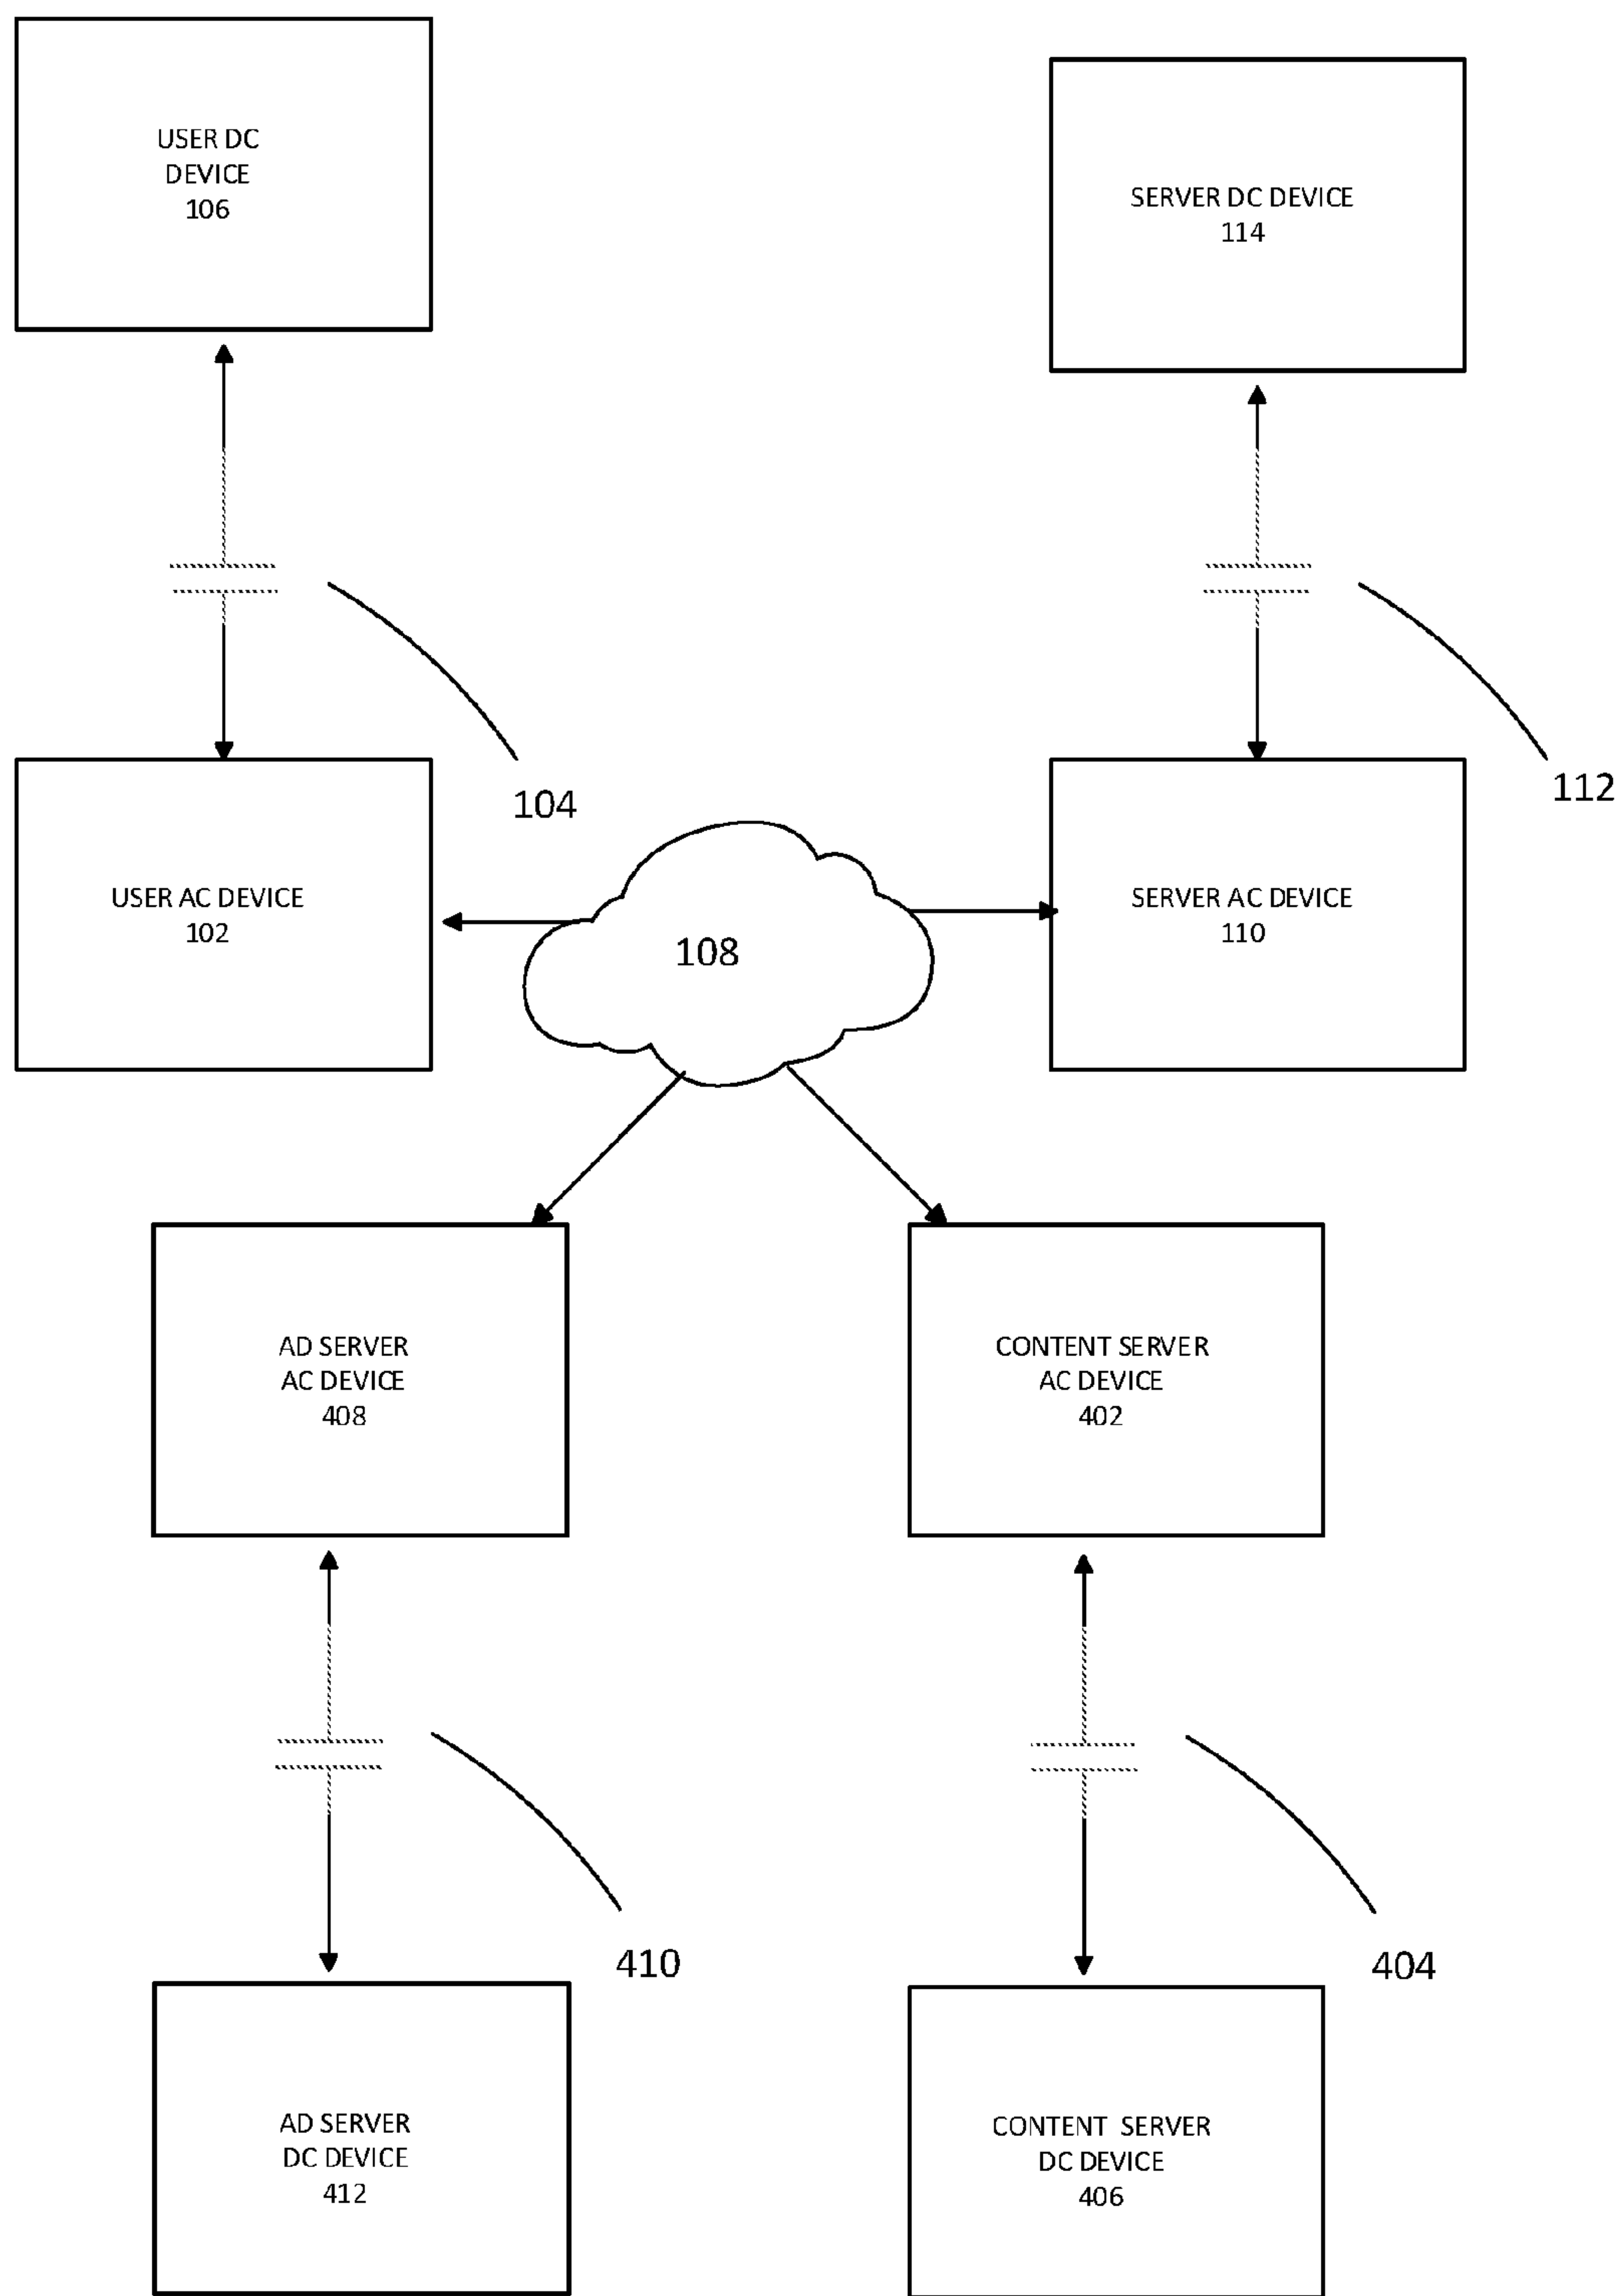 USER DC
DEVICE
106
SERVER DC DEVICE
114
104
112
USER AC DEVICE
102
108
SERVER AC DEVICE
110
AD SERVER
AC DEVICE
408
CONTENT SERVER
AC DEVICE
402
410
404
AD SERVER
DC DEVICE
412
CONTENT SERVER
DC DEVICE
406